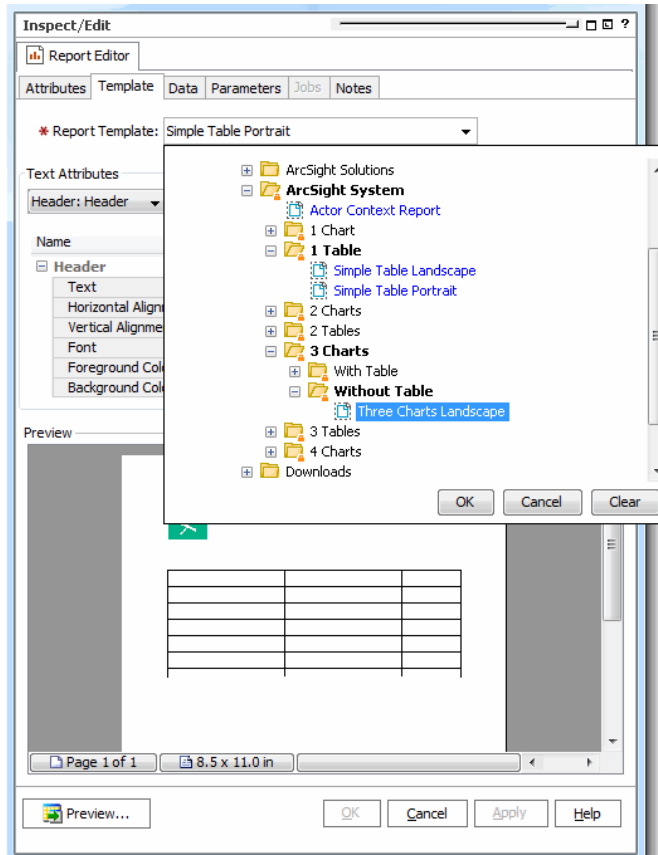 Inspect/Edit
?
Report Editor
Attributes Template Data Parameters Jobs Notes
* Report Template: Simple Table Portrait
Text Attributes
Header: Header
Name
Header
Text
Horizontal Alignm
Vertical Alignme
Font
Foreground Col
Background Col
ArcSight Solutions
ArcSight System
Actor Context Report
1 Chart
1 Table
Simple Table Landscape
Simple Table Portrait
2 Charts
2 Tables
3 Charts
With Table
Without Table
Three Charts Landscape
3 Tables
4 Charts
Downloads
OK Cancel Clear
Preview
Page 1 of 1 8.5 x 11.0 in
Preview... OK Cancel Apply Help